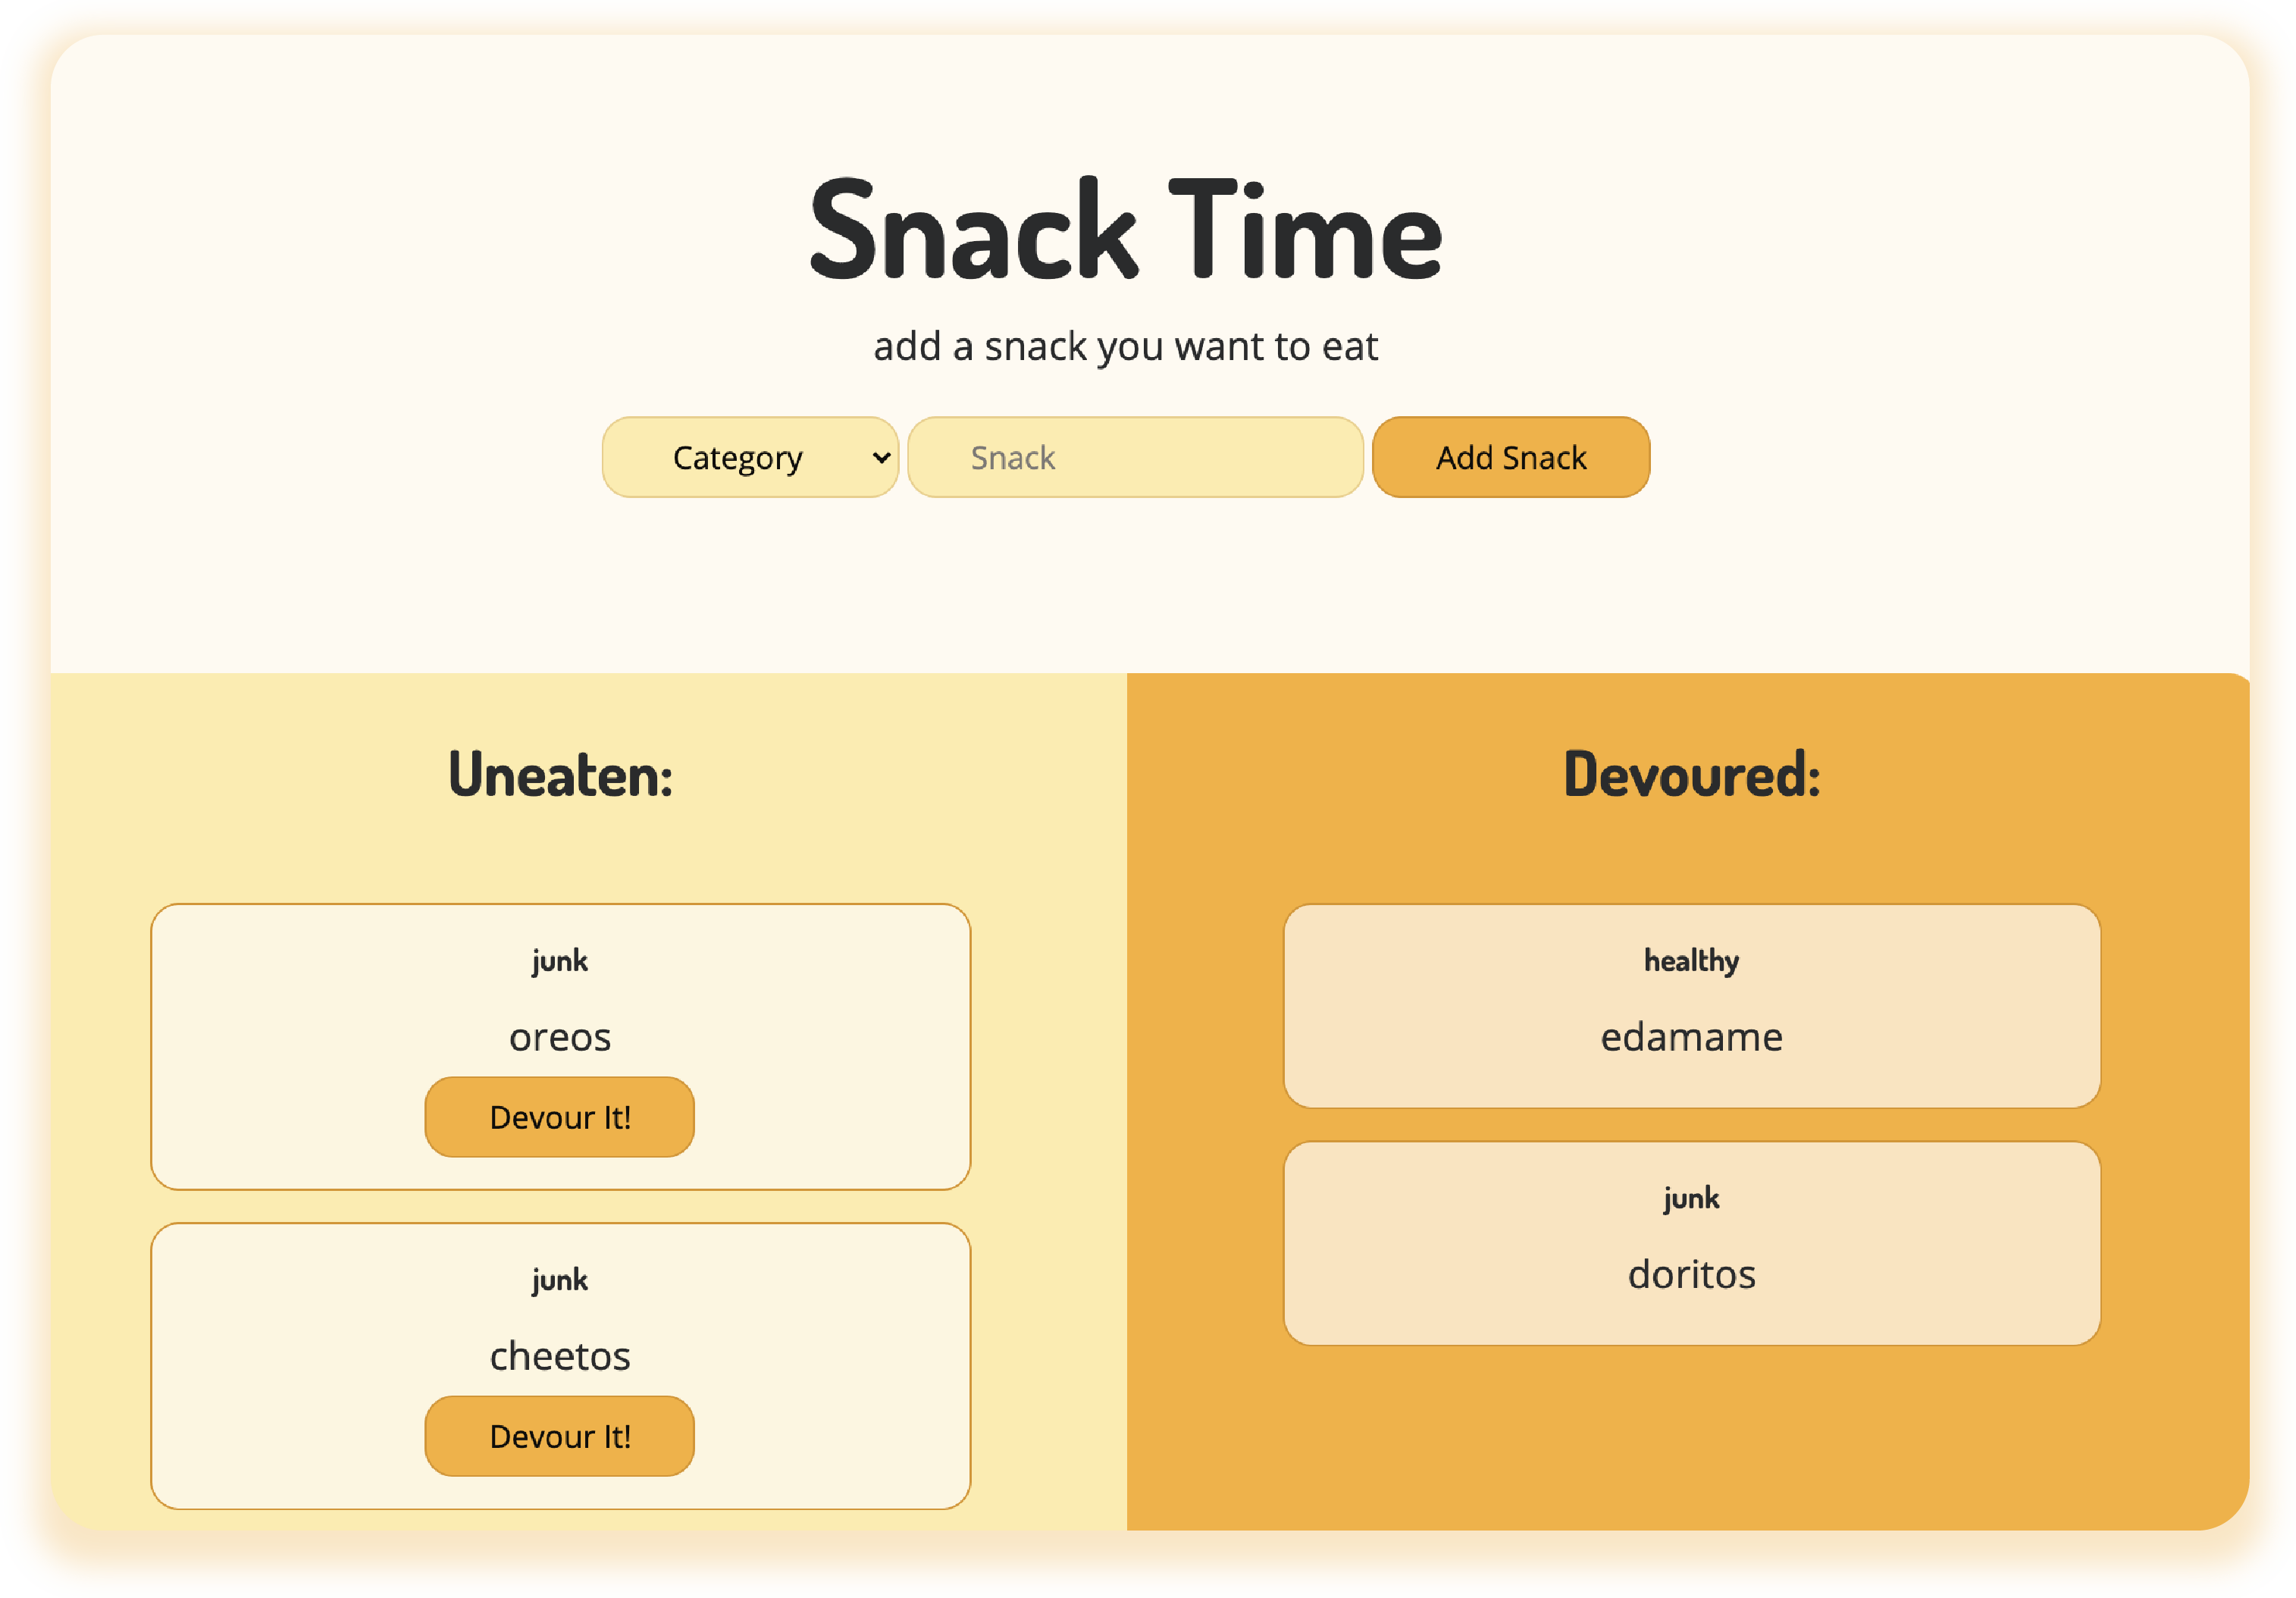 Snack Time
add a snack you want to eat
Category
Snack
Add Snack
Uneaten:
junk
oreos
Devour It!
junk
cheetos
Devour It!
Devoured:
healthy
edamame
junk
doritos